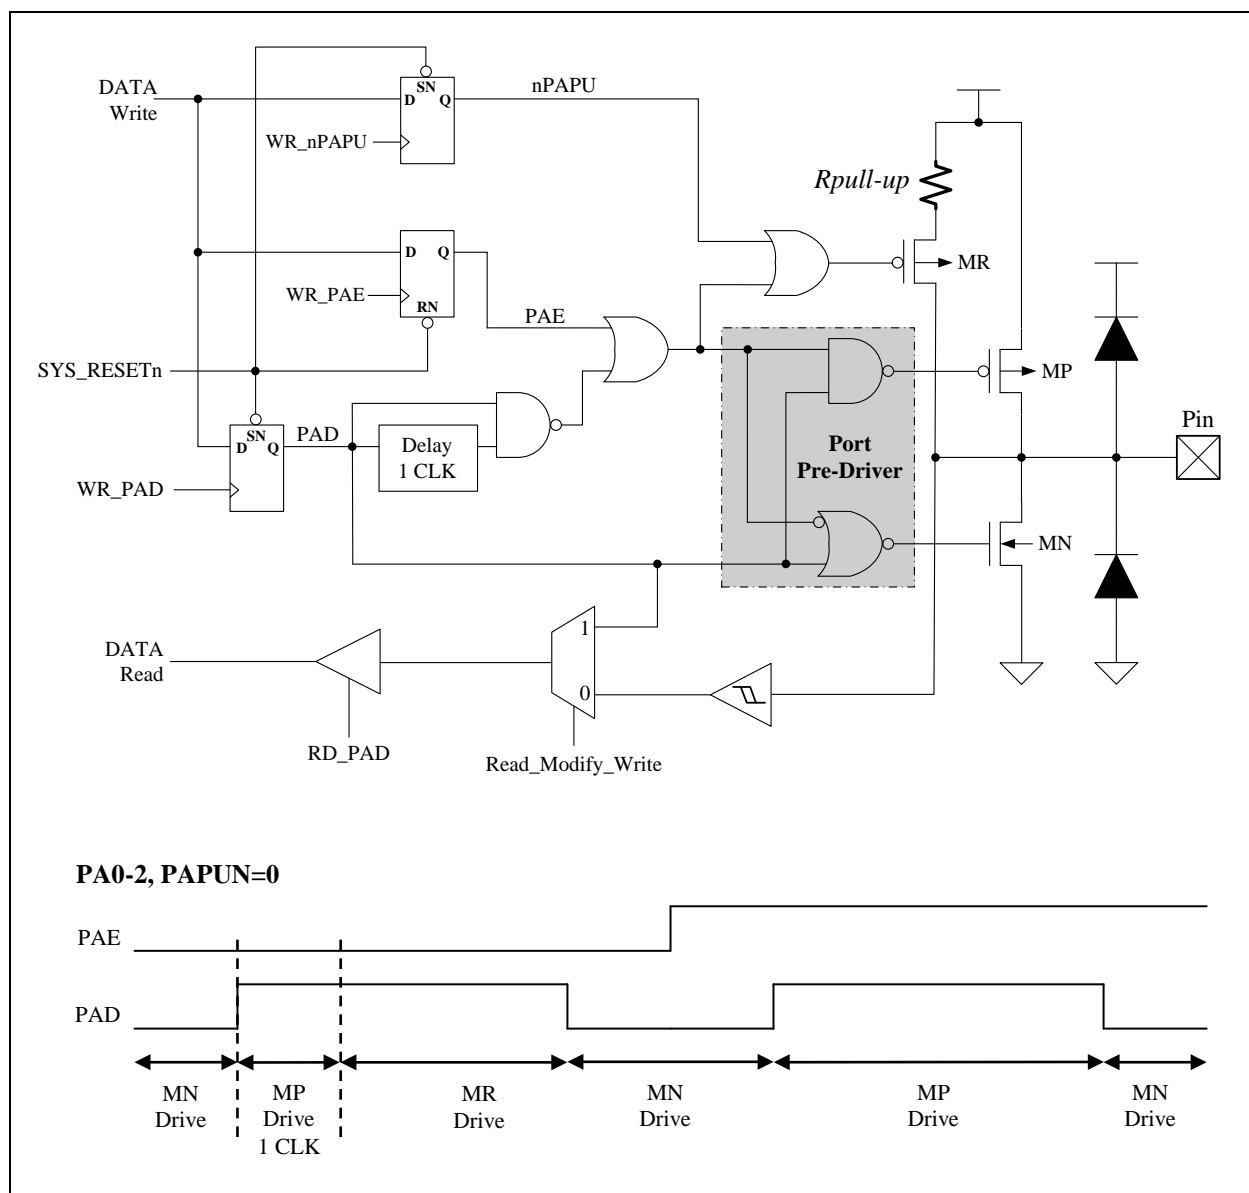 DATA
Write
D
SN
Q
nPAPU
WR_nPAPU
Rpull-up
D
Q
MR
WR_PAE
RN
PAE
SYS_RESETn
MP
D
SN
Q
PAD
Delay
1 CLK
Port
Pre-Driver
Pin
WR_PAD
MN
DATA
Read
1
0
RD_PAD
Read_Modify_Write
PA0-2, PAPUN=0
PAE
PAD
MN
Drive
MP
Drive
1 CLK
MR
Drive
MN
Drive
MP
Drive
MN
Drive